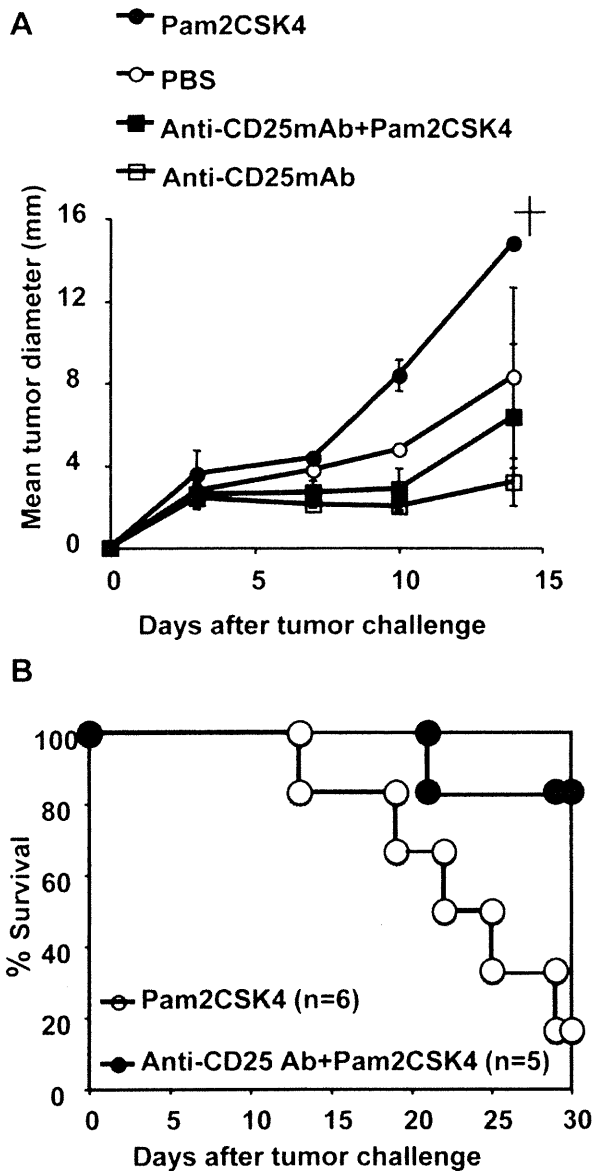 A
Pam2CSK4
PBS
Anti-CD25mAb+Pam2CSK4
Anti-CD25mAb
Mean tumor diameter (mm)
16
12
8
4
0
0 5 10 15
Days after tumor challenge
B
% Survival
100
80
60
40
20
0
Pam2CSK4 (n=6)
Anti-CD25 Ab+Pam2CSK4 (n=5)
0 5 10 15 20 25 30
Days after tumor challenge